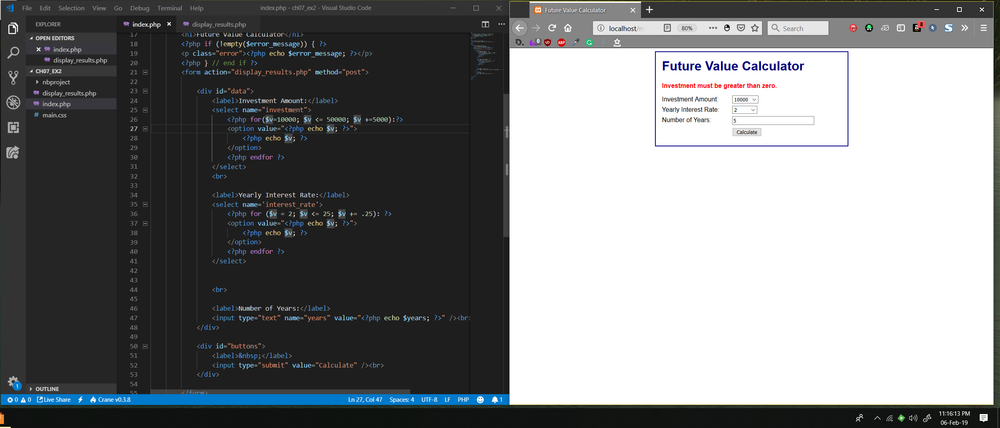 File Edit Selection View Go Debug Terminal Help
index.php - ch07_ex2 - Visual Studio Code
EXPLORER
OPEN EDITORS
index.php
display_results.php
CH07_EX2
nbproject
display_results.php
index.php
main.css
OUTLINE
index.php display_results.php
17 <h1>Future Value Calculator</h1>
18 <?php if (!empty($error_message)) { ?>
19 <p class="error"><?php echo $error_message; ?></p>
20 <?php } // end if ?>
21 <form action="display_results.php" method="post">
22
23 <div id="data">
24 <label>Investment Amount:</label>
25 <select name="investment">
26 <?php for($v=10000; $v <= 50000; $v +=5000):?>
27 <option value="<?php echo $v; ?>">
28 <?php echo $v; ?>
29 </option>
30 <?php endfor ?>
31 </select>
32 <br>
33
34 <label>Yearly Interest Rate:</label>
35 <select name='interest_rate'>
36 <?php for ($v = 2; $v <= 25; $v += .25): ?>
37 <option value="<?php echo $v; ?>">
38 <?php echo $v; ?>
39 </option>
40 <?php endfor ?>
41 </select>
42
43
44 <br>
45
46 <label>Number of Years:</label>
47 <input type="text" name="years" value="<?php echo $years; ?>" /><br>
48 </div>
49
50 <div id="buttons">
51 <label>&nbsp;</label>
52 <input type="submit" value="Calculate" /><br>
53 </div>
54
55 </form>
1
0 0 Live Share Crane v0.3.8 Ln 27, Col 47 Spaces: 4 UTF-8 LF PHP 1
Future Value Calculator
localhost/m 80% Search JS a 8
D. 0 ABP G
Future Value Calculator
Investment must be greater than zero.
Investment Amount: 10000
Yearly Interest Rate: 2
Number of Years: 5
Calculate
11:16:13 PM
06-Feb-19